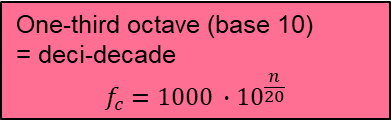 One-third octave (base 10)
= deci-decade
f_c = 1000 · 10^{n/20}